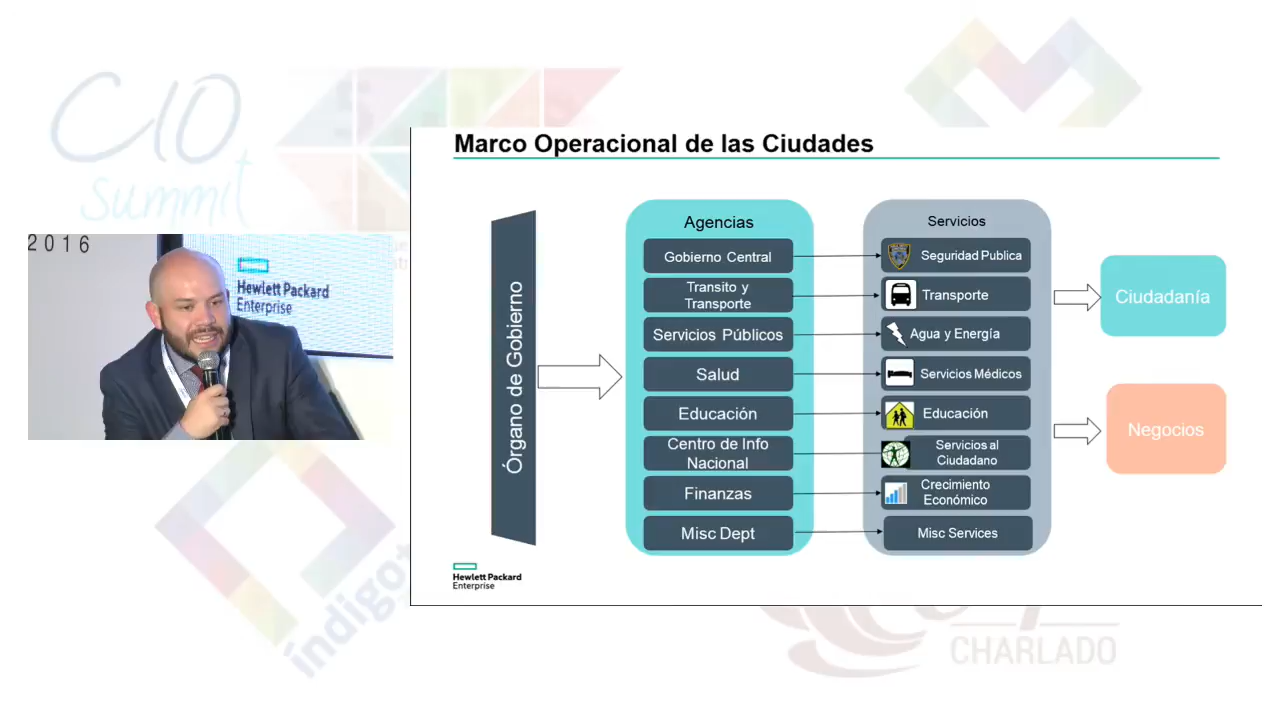 CIO
Summit
2016
Hewlett Packard
Enterprise
Marco Operacional de las Ciudades
Órgano de Gobierno
Agencias
Gobierno Central
Transito y
Transporte
Servicios Públicos
Salud
Educación
Centro de Info
Nacional
Finanzas
Misc Dept
Servicios
Seguridad Publica
Transporte
Agua y Energía
Servicios Médicos
Educación
Servicios al
Ciudadano
Crecimiento
Económico
Misc Services
Ciudadanía
Negocios
Hewlett Packard
Enterprise
índigo
CHARLADO